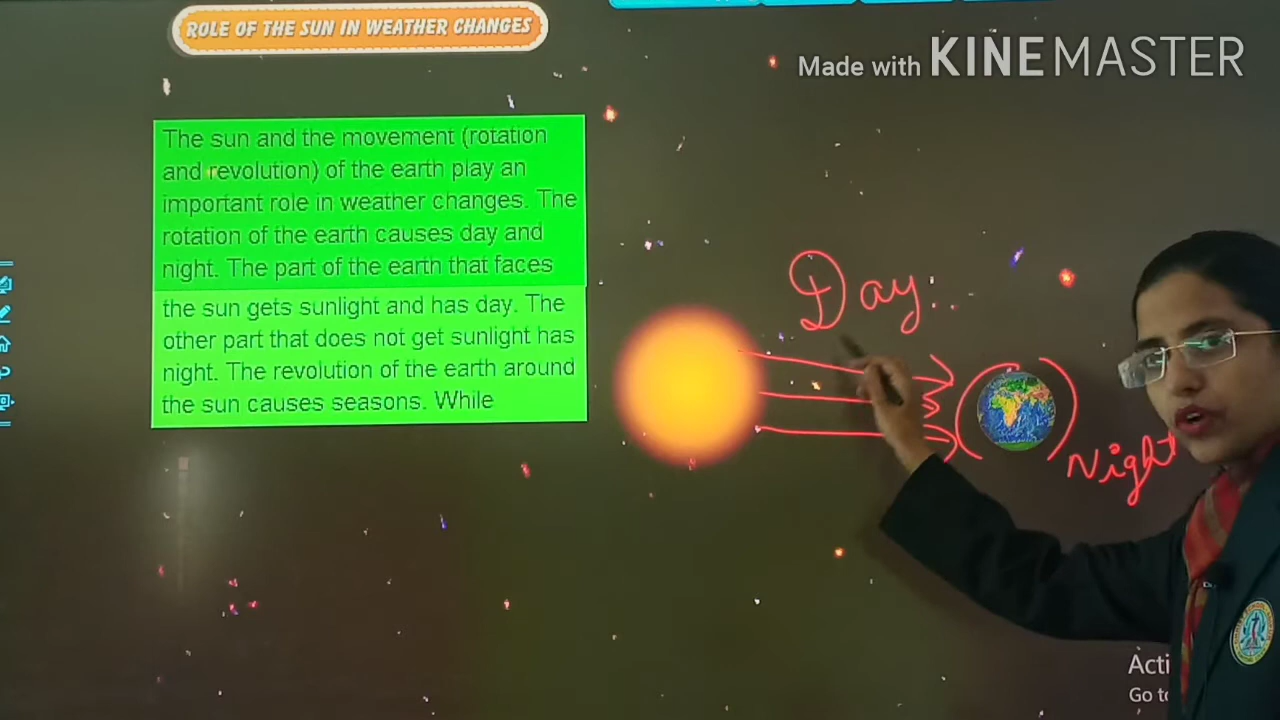 ROLE OF THE SUN IN WEATHER CHANGES
Made with KINEMASTER
The sun and the movement (rotation
and revolution) of the earth play an
important role in weather changes. The
rotation of the earth causes day and
night. The part of the earth that faces
the sun gets sunlight and has day. The
other part that does not get sunlight has
night. The revolution of the earth around
the sun causes seasons. While
Day
Night
Acti
Go to